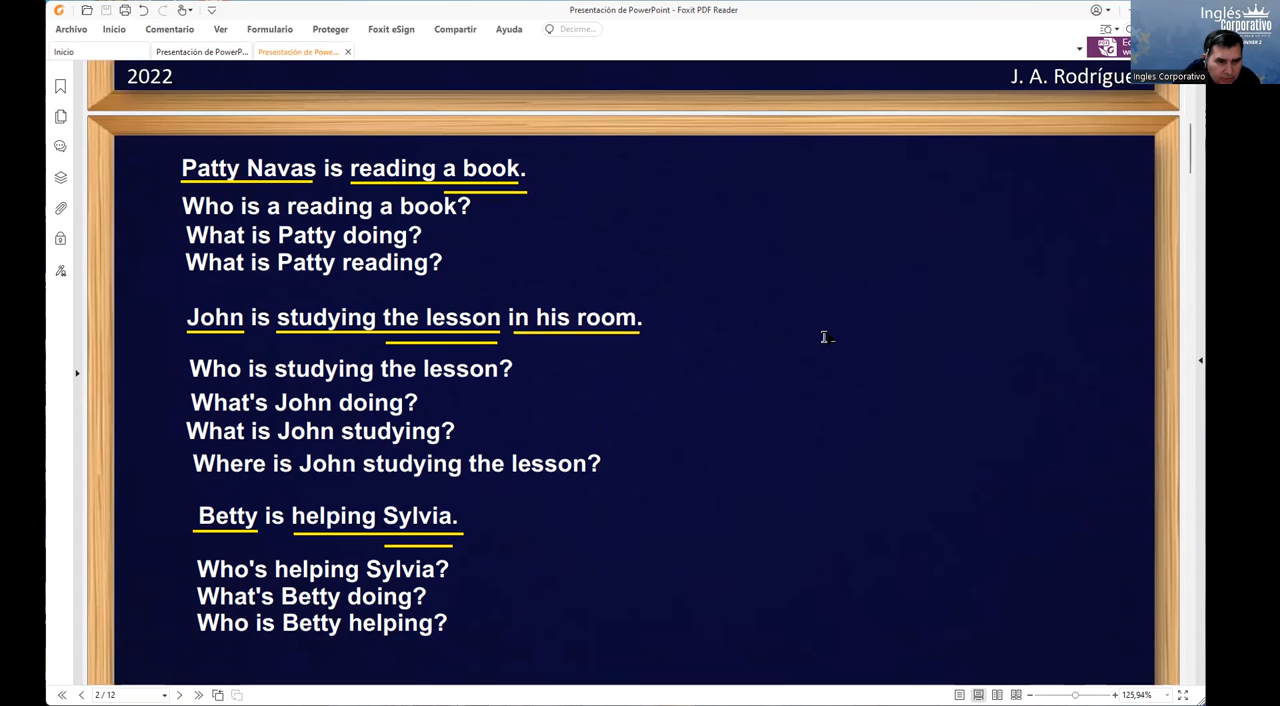 Presentación de PowerPoint - Foxit PDF Reader
Archivo Inicio Comentario Ver Formulario Proteger Foxit eSign Compartir Ayuda Decirme...
Inicio Presentación de PowerP... Presentación de Powe...
Inglés
Corporativo
Ingles Corporativo
2022 J. A. Rodrígue
Patty Navas is reading a book.
Who is a reading a book?
What is Patty doing?
What is Patty reading?
John is studying the lesson in his room.
Who is studying the lesson?
What's John doing?
What is John studying?
Where is John studying the lesson?
Betty is helping Sylvia.
Who's helping Sylvia?
What's Betty doing?
Who is Betty helping?
2 / 12 125,94%